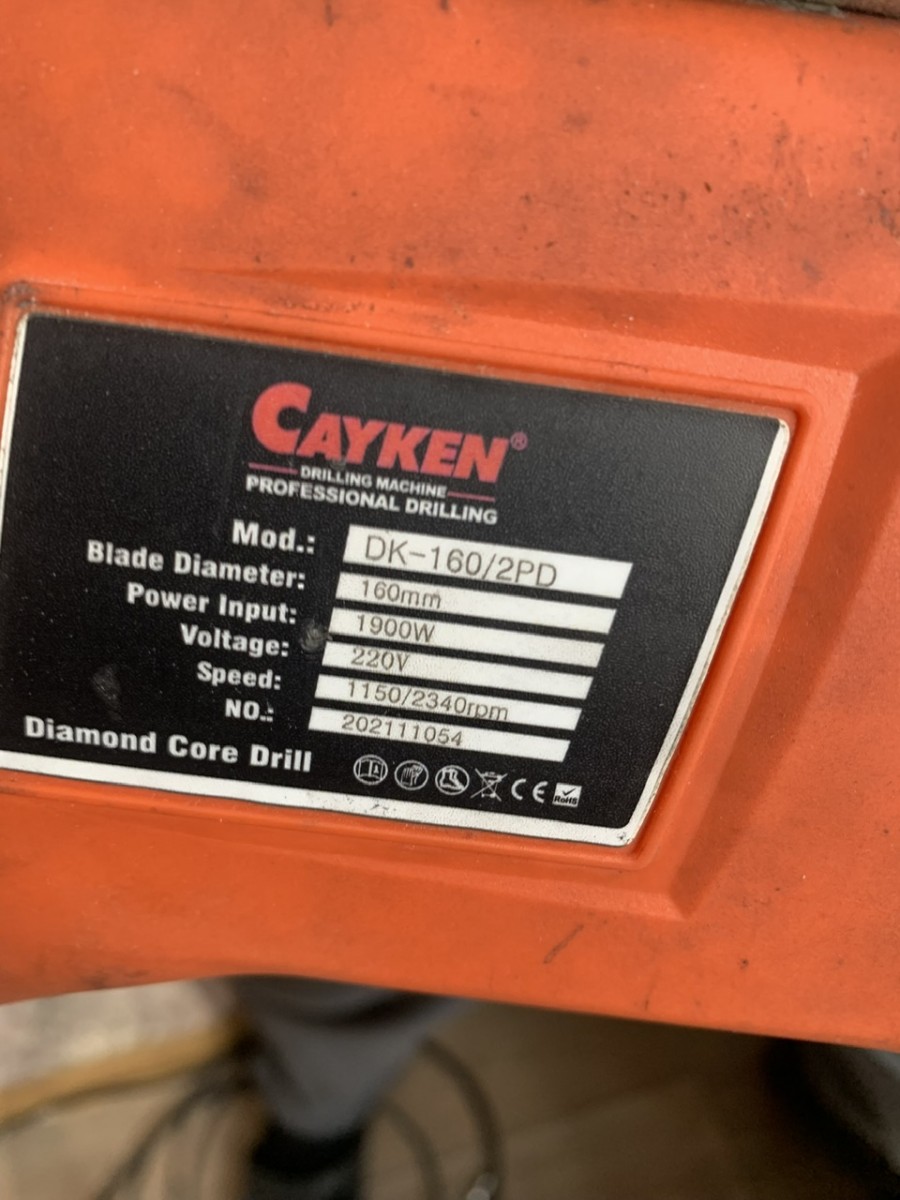 CAYKEN®
DRILLING MACHINE
PROFESSIONAL DRILLING
Mod.: DK-160/2PD
Blade Diameter: 160mm
Power Input: 1900W
Voltage: 220V
Speed: 1150/2340rpm
NO.: 202111054
Diamond Core Drill
CE RoHS